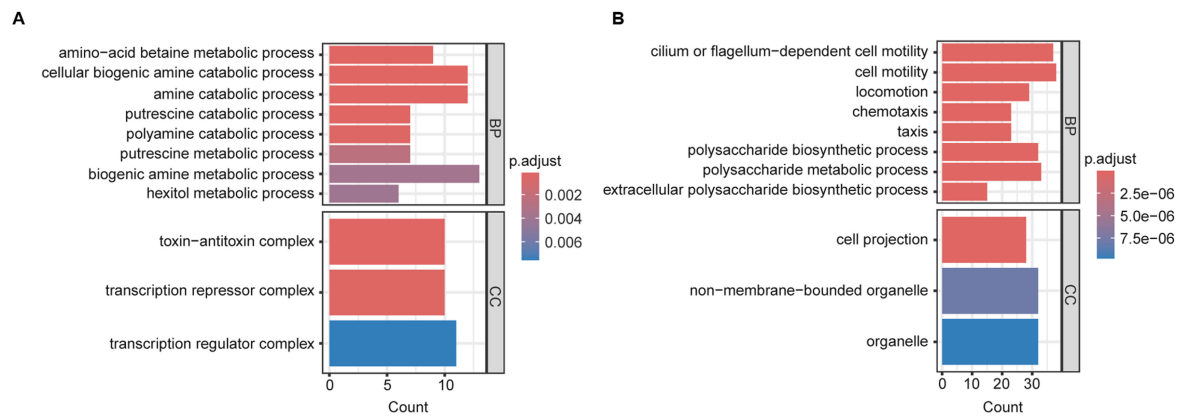 A
amino-acid betaine metabolic process
cellular biogenic amine catabolic process
amine catabolic process
putrescine catabolic process
polyamine catabolic process
putrescine metabolic process
biogenic amine metabolic process
hexitol metabolic process
BP
toxin-antitoxin complex
transcription repressor complex
transcription regulator complex
CC
0 5 10
Count
p.adjust
0.002
0.004
0.006
B
cilium or flagellum-dependent cell motility
cell motility
locomotion
chemotaxis
taxis
polysaccharide biosynthetic process
polysaccharide metabolic process
extracellular polysaccharide biosynthetic process
BP
cell projection
non-membrane-bounded organelle
organelle
CC
0 10 20 30
Count
p.adjust
2.5e-06
5.0e-06
7.5e-06